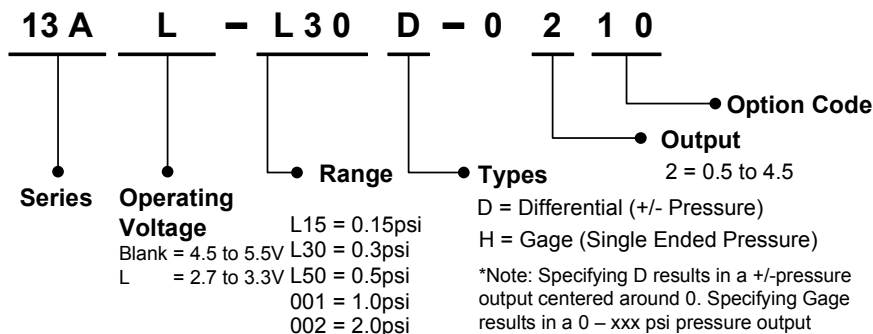 13A L – L30 D – 0 2 1 0
Option Code
Output
2 = 0.5 to 4.5
Series
Operating
Voltage
Blank = 4.5 to 5.5V
L = 2.7 to 3.3V
Range
L15 = 0.15psi
L30 = 0.3psi
L50 = 0.5psi
001 = 1.0psi
002 = 2.0psi
Types
D = Differential (+/- Pressure)
H = Gage (Single Ended Pressure)
*Note: Specifying D results in a +/-pressure
output centered around 0. Specifying Gage
results in a 0 – xxx psi pressure output